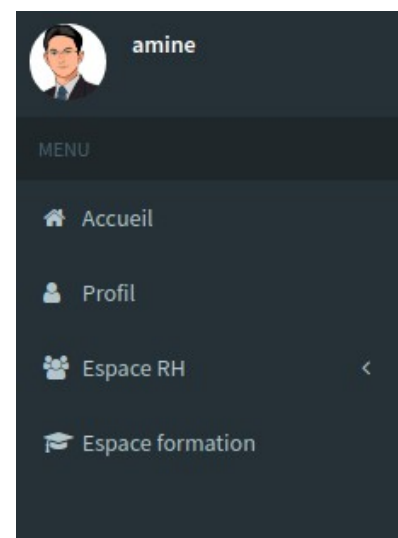 amine
MENU
Accueil
Profil
Espace RH
Espace formation